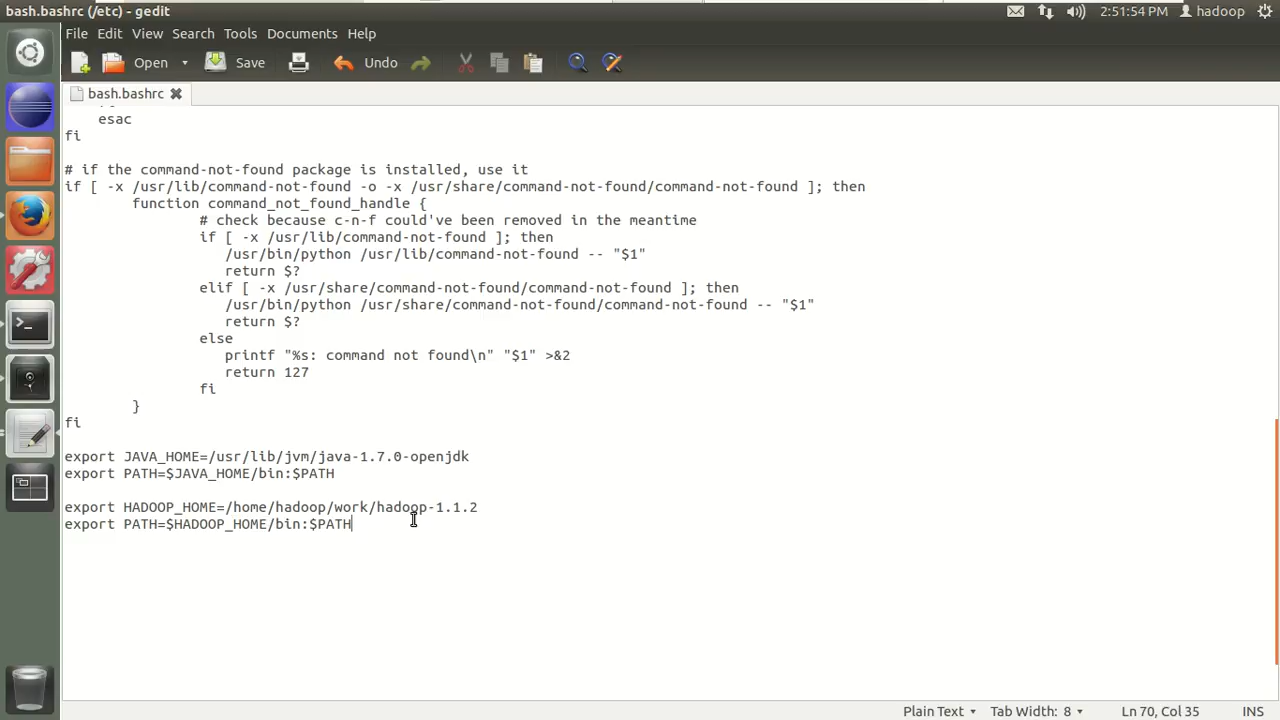 bash.bashrc (/etc) - gedit
2:51:54 PM hadoop
File Edit View Search Tools Documents Help
Open Save Undo
bash.bashrc
esac
fi
# if the command-not-found package is installed, use it
if [ -x /usr/lib/command-not-found -o -x /usr/share/command-not-found/command-not-found ]; then
function command_not_found_handle {
# check because c-n-f could've been removed in the meantime
if [ -x /usr/lib/command-not-found ]; then
/usr/bin/python /usr/lib/command-not-found -- "$1"
return $?
elif [ -x /usr/share/command-not-found/command-not-found ]; then
/usr/bin/python /usr/share/command-not-found/command-not-found -- "$1"
return $?
else
printf "%s: command not found\n" "$1" >&2
return 127
fi
}
fi
export JAVA_HOME=/usr/lib/jvm/java-1.7.0-openjdk
export PATH=$JAVA_HOME/bin:$PATH
export HADOOP_HOME=/home/hadoop/work/hadoop-1.1.2
export PATH=$HADOOP_HOME/bin:$PATH
Plain Text Tab Width: 8 Ln 70, Col 35 INS